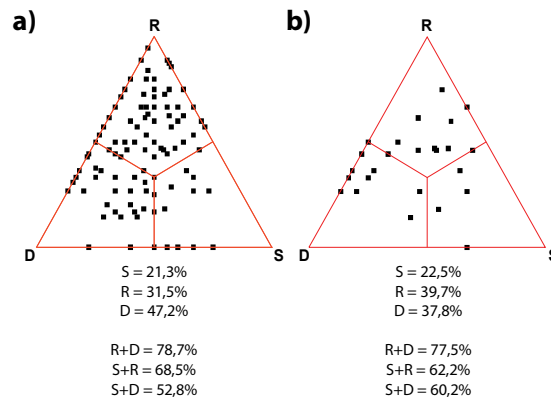 a)
R
D
S
S = 21,3%
R = 31,5%
D = 47,2%
R+D = 78,7%
S+R = 68,5%
S+D = 52,8%
b)
R
D
S
S = 22,5%
R = 39,7%
D = 37,8%
R+D = 77,5%
S+R = 62,2%
S+D = 60,2%